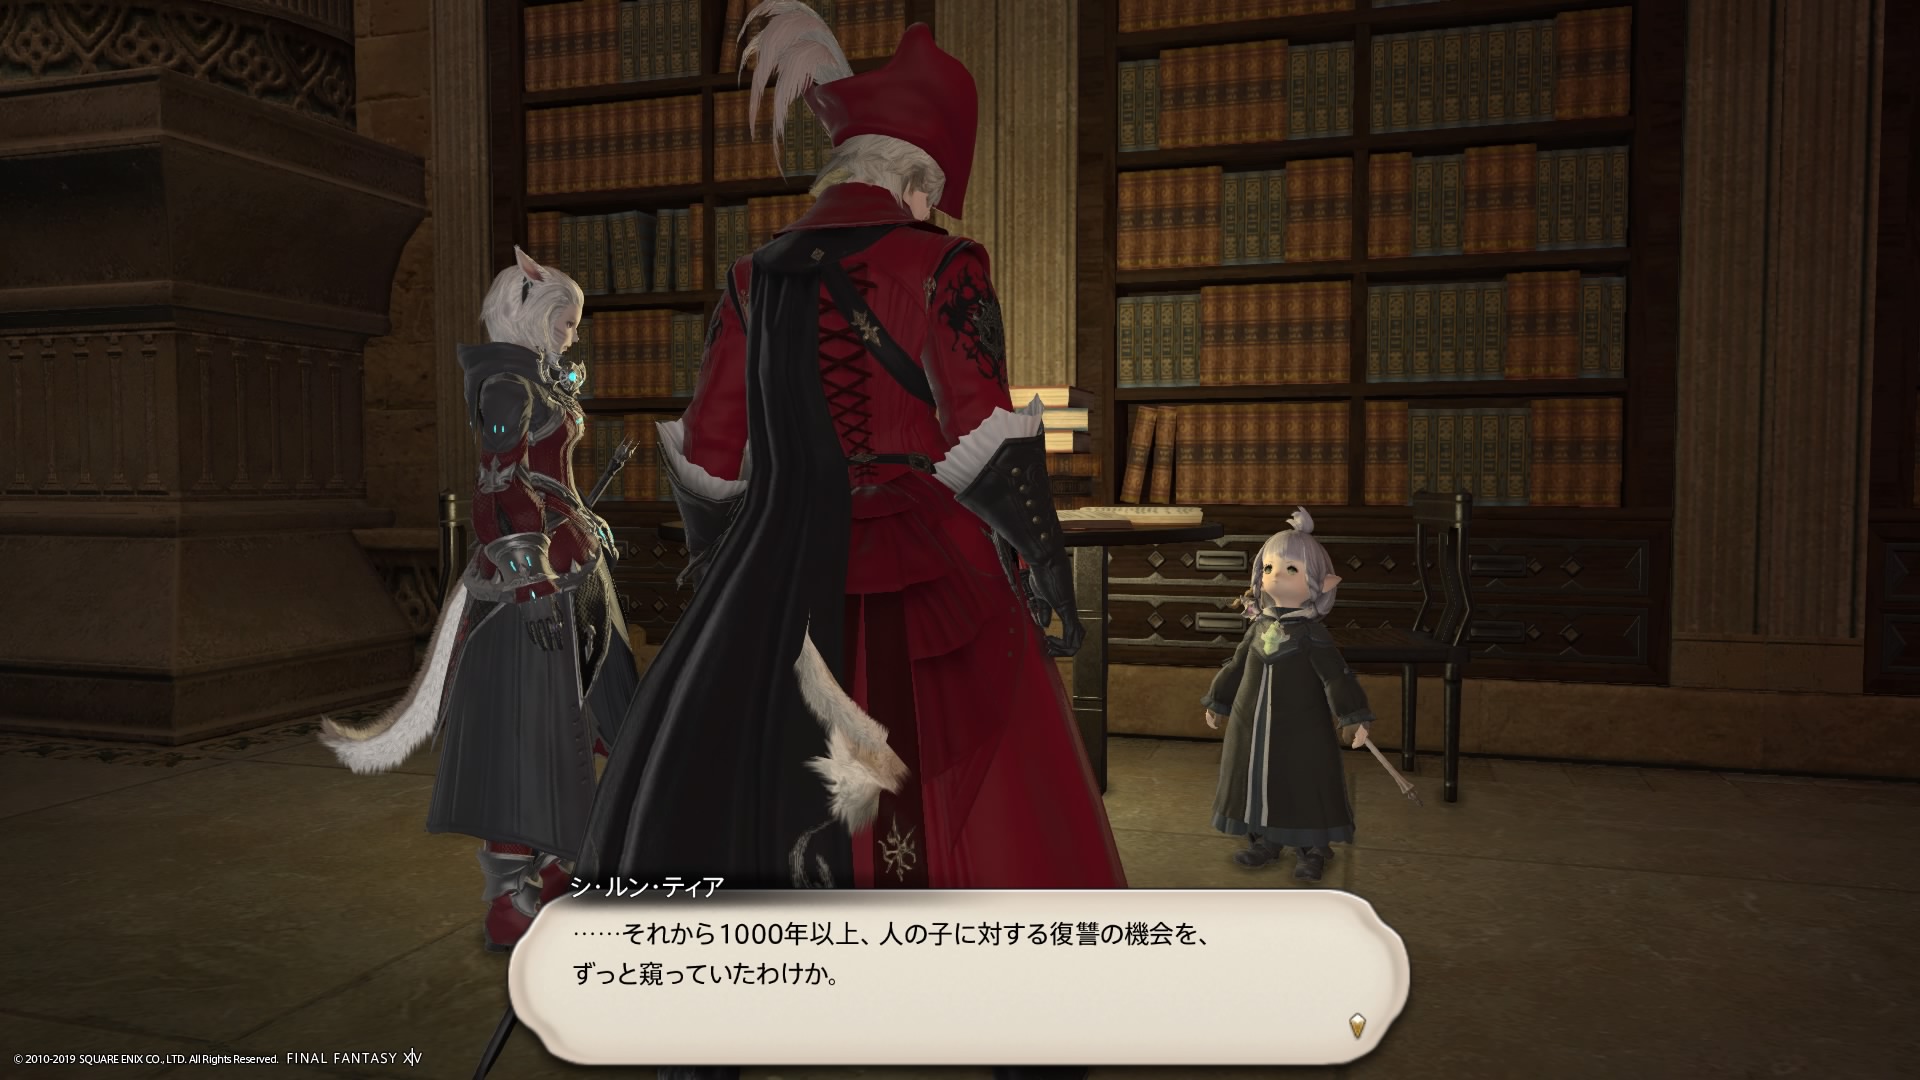 シ・ルン・ティア
……それから1000年以上、人の子に対する復讐の機会を、
ずっと窺っていたわけか。
© 2010-2019 SQUARE ENIX CO., LTD. All Rights Reserved. FINAL FANTASY XIV